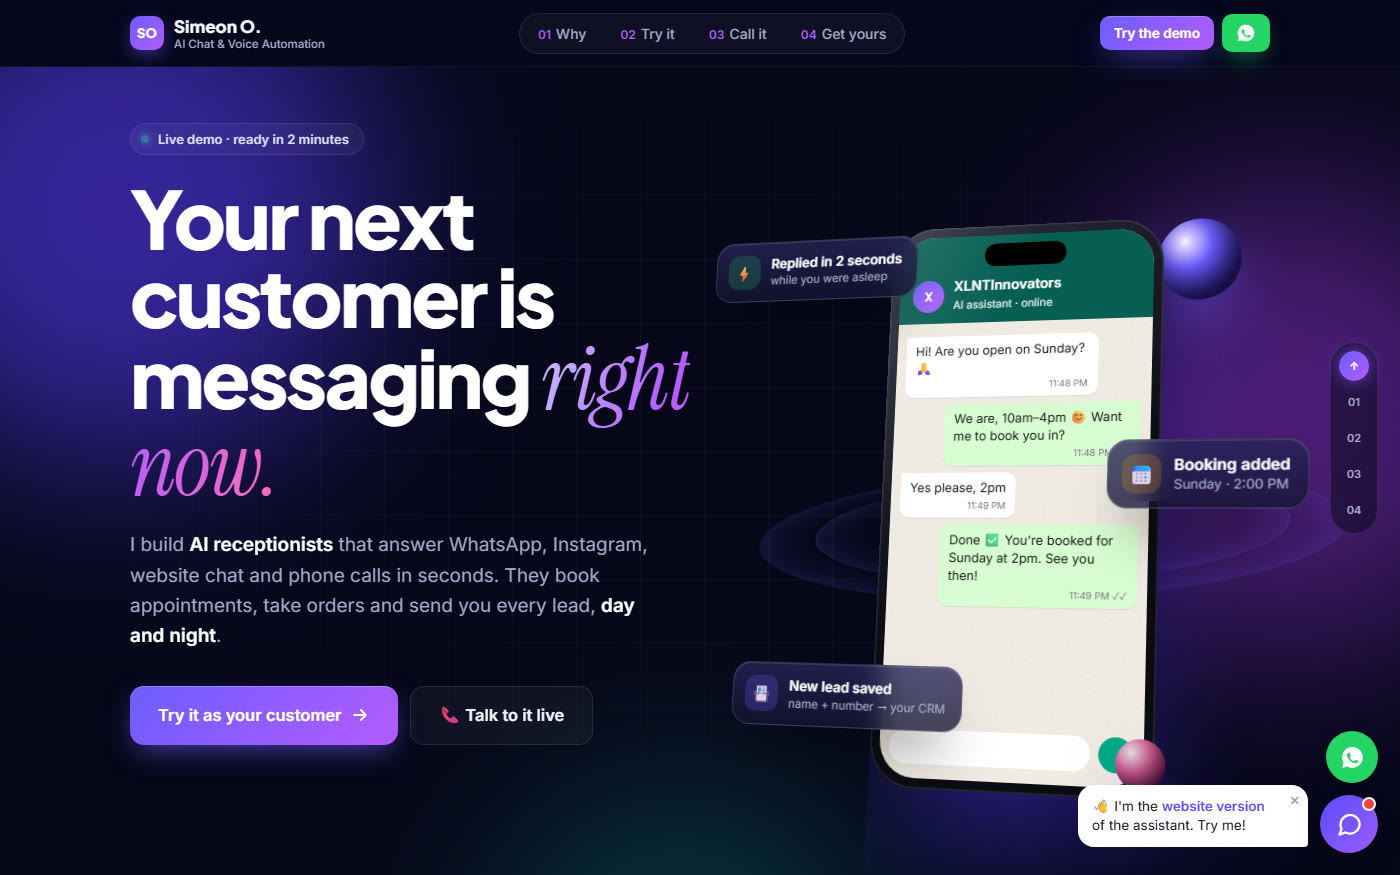 SO
Simeon O.
AI Chat & Voice Automation
01 Why
02 Try it
03 Call it
04 Get yours
Try the demo
Live demo · ready in 2 minutes
Your next
customer is
messaging right
now.
I build AI receptionists that answer WhatsApp, Instagram,
website chat and phone calls in seconds. They book
appointments, take orders and send you every lead, day
and night.
Try it as your customer →
📞 Talk to it live
⚡ Replied in 2 seconds
while you were asleep
X
XLNTInnovators
AI assistant · online
Hi! Are you open on Sunday?
🙏
11:48 PM
We are, 10am–4pm 😊 Want
me to book you in?
11:48 PM
Yes please, 2pm
11:49 PM
Done ✅ You're booked for
Sunday at 2pm. See you
then!
11:49 PM ✓✓
Booking added
Sunday · 2:00 PM
New lead saved
name + number → your CRM
↑
01
02
03
04
👋 I'm the website version
of the assistant. Try me!
×